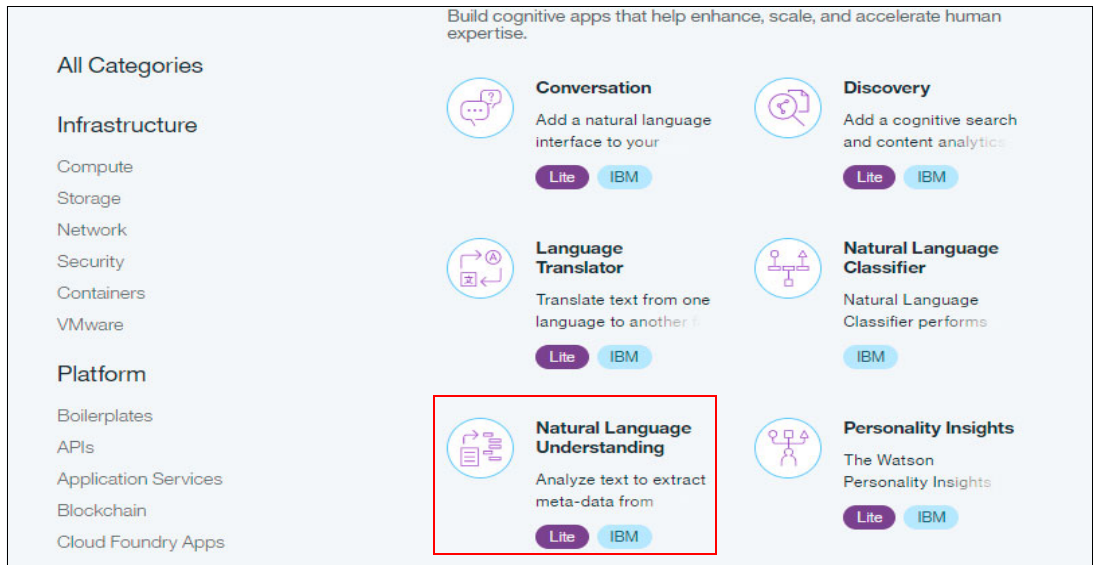 Build cognitive apps that help enhance, scale, and accelerate human
expertise.
All Categories
Infrastructure
Compute
Storage
Network
Security
Containers
VMware
Platform
Boilerplates
APIs
Application Services
Blockchain
Cloud Foundry Apps
Conversation
Add a natural language
interface to your
Lite IBM
Discovery
Add a cognitive search
and content analytics
Lite IBM
Language
Translator
Translate text from one
language to another
Lite IBM
Natural Language
Classifier
Natural Language
Classifier performs
IBM
Natural Language
Understanding
Analyze text to extract
meta-data from
Lite IBM
Personality Insights
The Watson
Personality Insights
Lite IBM